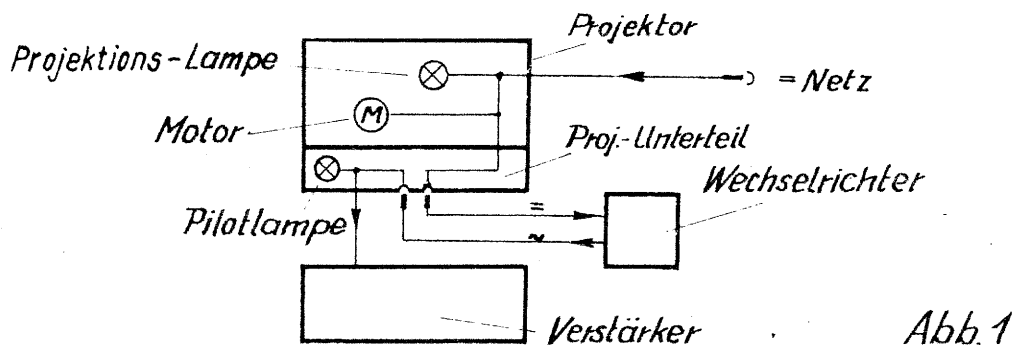 Projektor
Projektions-Lampe
= Netz
M
Motor
Proj.-Unterteil
Wechselrichter
=
Pilotlampe
~
Verstärker
Abb. 1